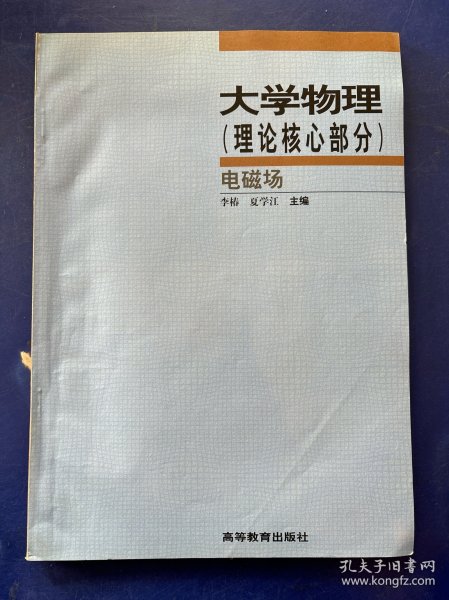 大学物理
(理论核心部分)
电磁场
李椿 夏学江 主编
高等教育出版社
孔夫子旧书网
www.kongfz.com